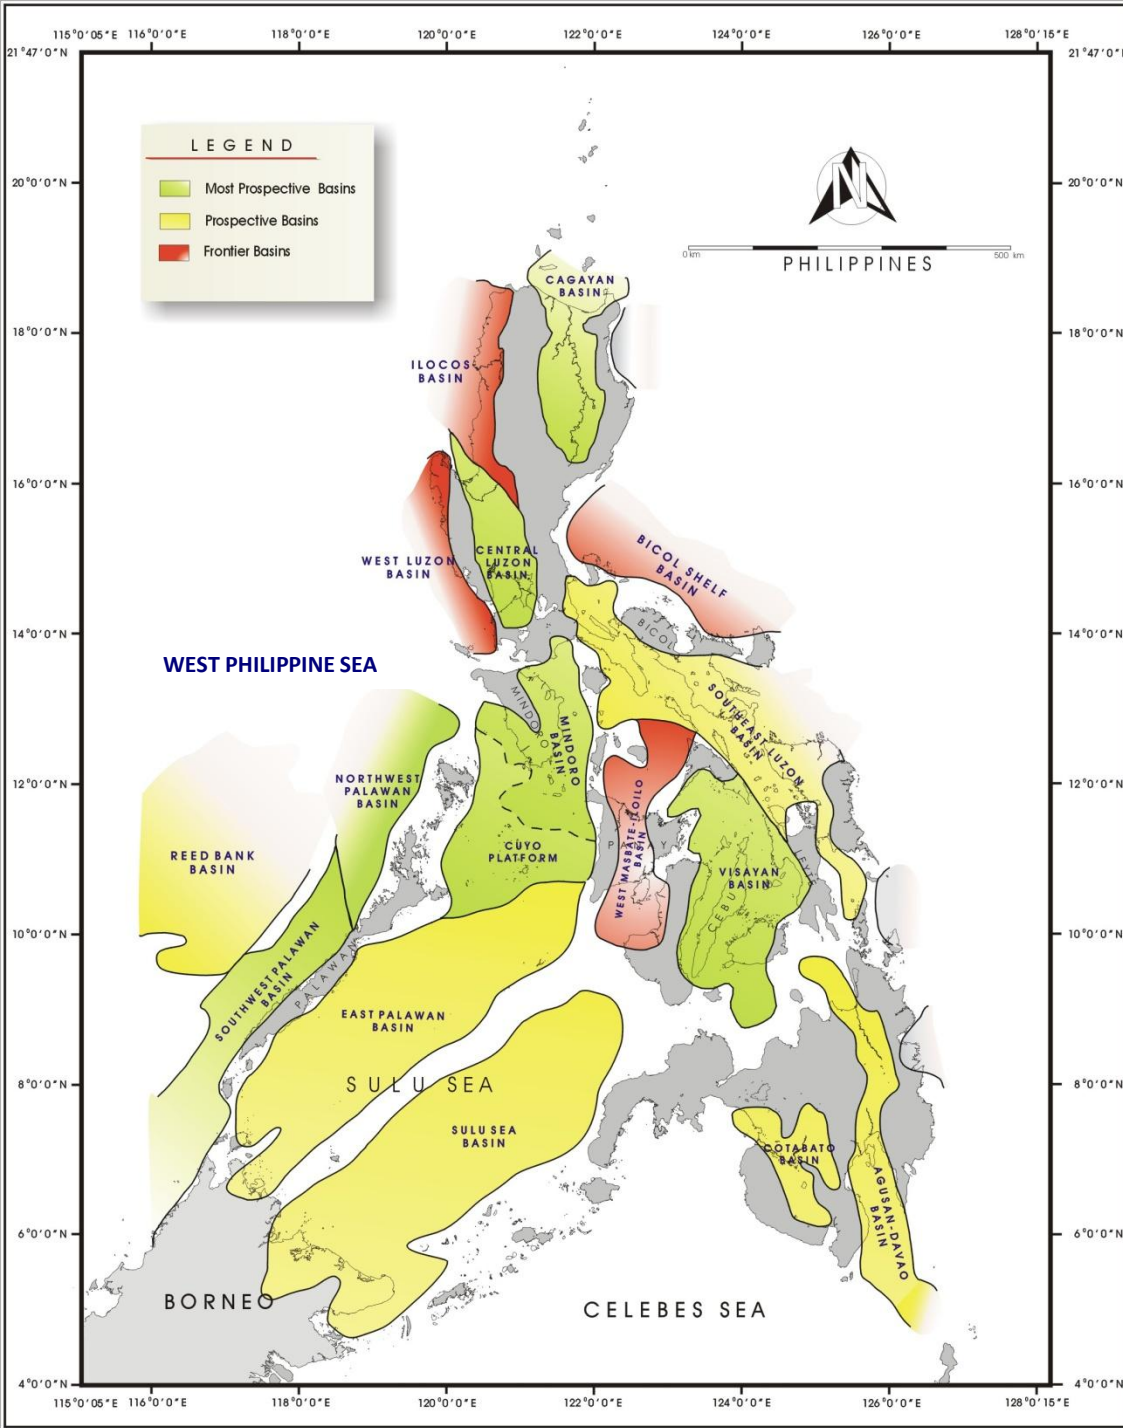 115°0'05"E 116°0'0"E 118°0'0"E 120°0'0"E 122°0'0"E 124°0'0"E 126°0'0"E 128°0'15"E
21°47'0"N 21°47'0"N
LEGEND
Most Prospective Basins
Prospective Basins
Frontier Basins
N
0 km 500 km
PHILIPPINES
20°0'0"N 20°0'0"N
CAGAYAN
BASIN
18°0'0"N 18°0'0"N
ILOCOS
BASIN
16°0'0"N 16°0'0"N
WEST LUZON
BASIN
CENTRAL
LUZON
BASIN
BICOL SHELF
BASIN
14°0'0"N 14°0'0"N
BICOL
WEST PHILIPPINE SEA
MINDORO
MINDORO
BASIN
SOUTHEAST LUZON
BASIN
12°0'0"N 12°0'0"N
NORTHWEST
PALAWAN
BASIN
REED BANK
BASIN
CUYO
PLATFORM
PANAY
WEST MASBATE-ILOILO
BASIN
VISAYAN
BASIN
CEBU
LEYTE
10°0'0"N 10°0'0"N
SOUTHWEST PALAWAN
BASIN
PALAWAN
EAST PALAWAN
BASIN
8°0'0"N 8°0'0"N
SULU SEA
SULU SEA
BASIN
COTABATO
BASIN
AGUSAN-DAVAO
BASIN
6°0'0"N 6°0'0"N
BORNEO
CELEBES SEA
4°0'0"N 4°0'0"N
115°0'05"E 116°0'0"E 118°0'0"E 120°0'0"E 122°0'0"E 124°0'0"E 126°0'0"E 128°0'15"E